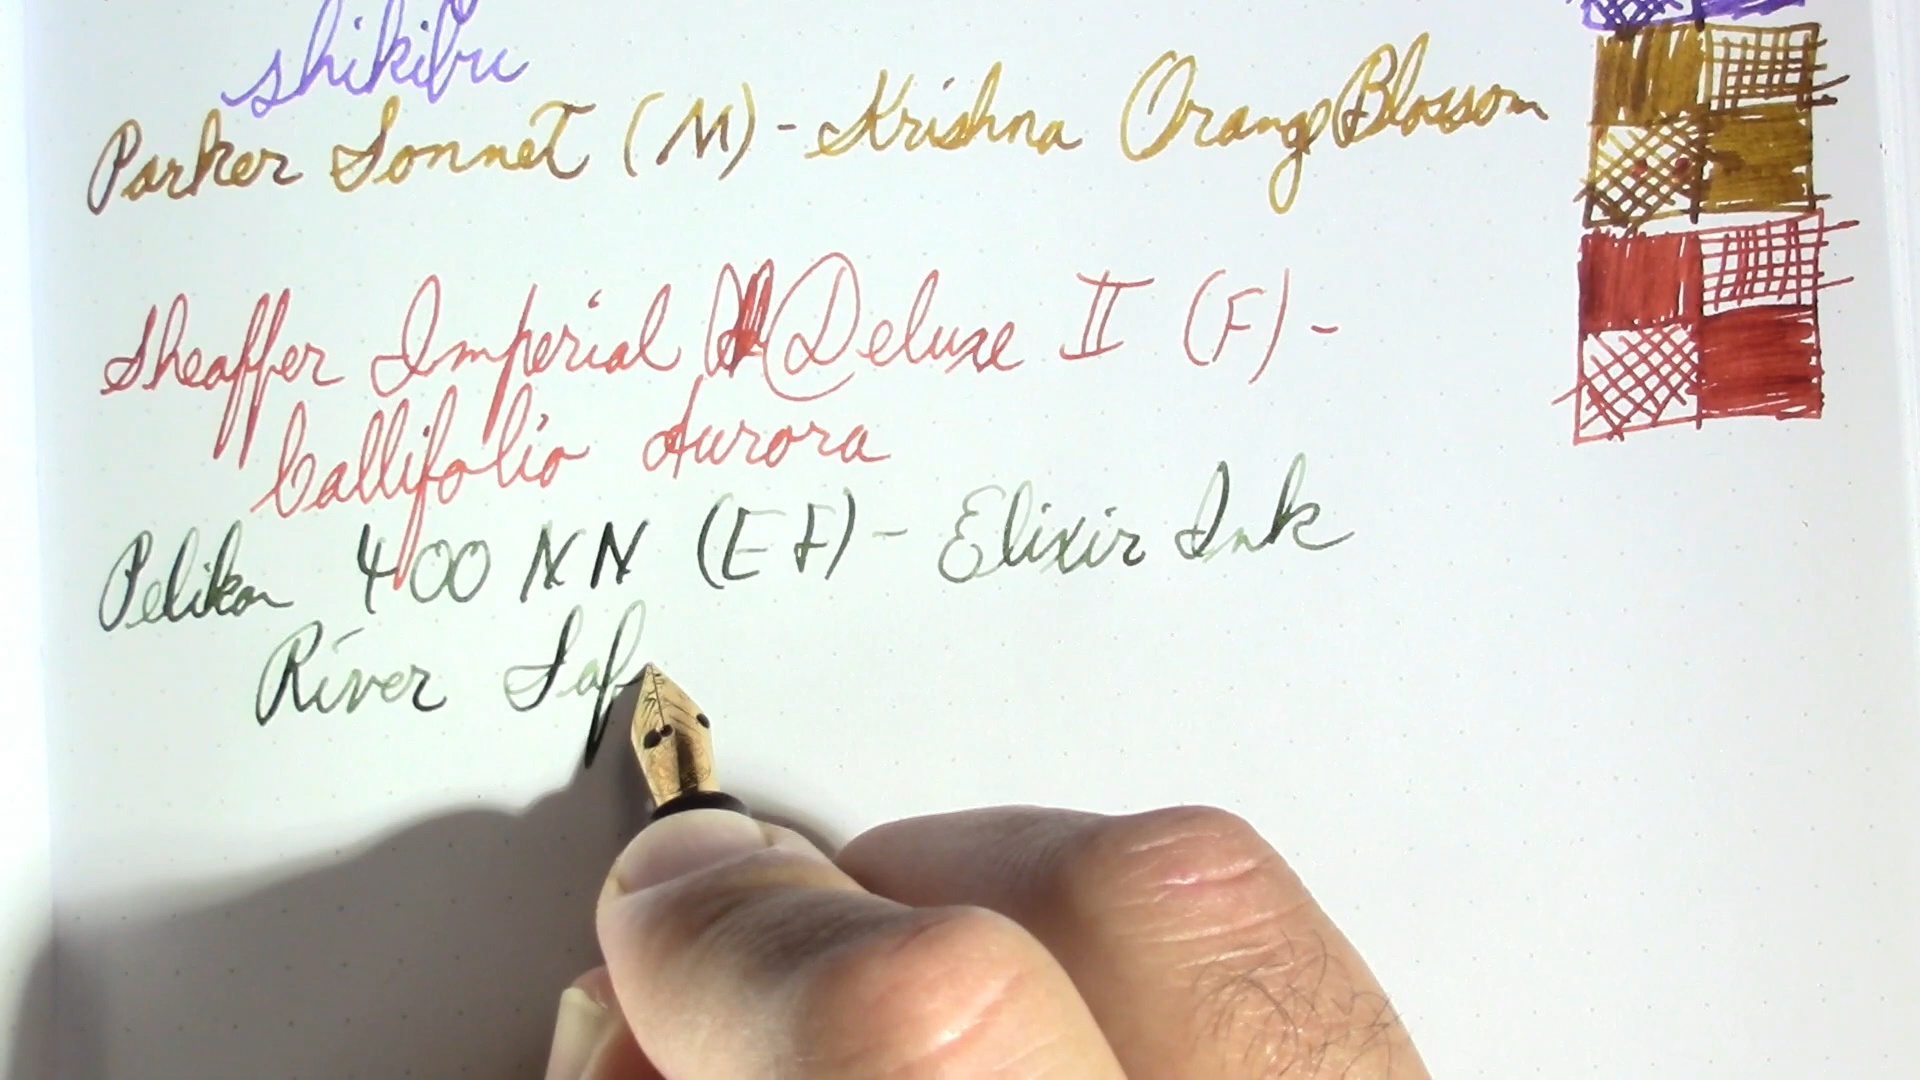 shikibu
Parker Sonnet (M) - Krishna Orange Blossom
Sheaffer Imperial Deluxe II (F) -
Callifolio Aurora
Pelikan 400 NN (EF) - Elixir Ink
River Saf